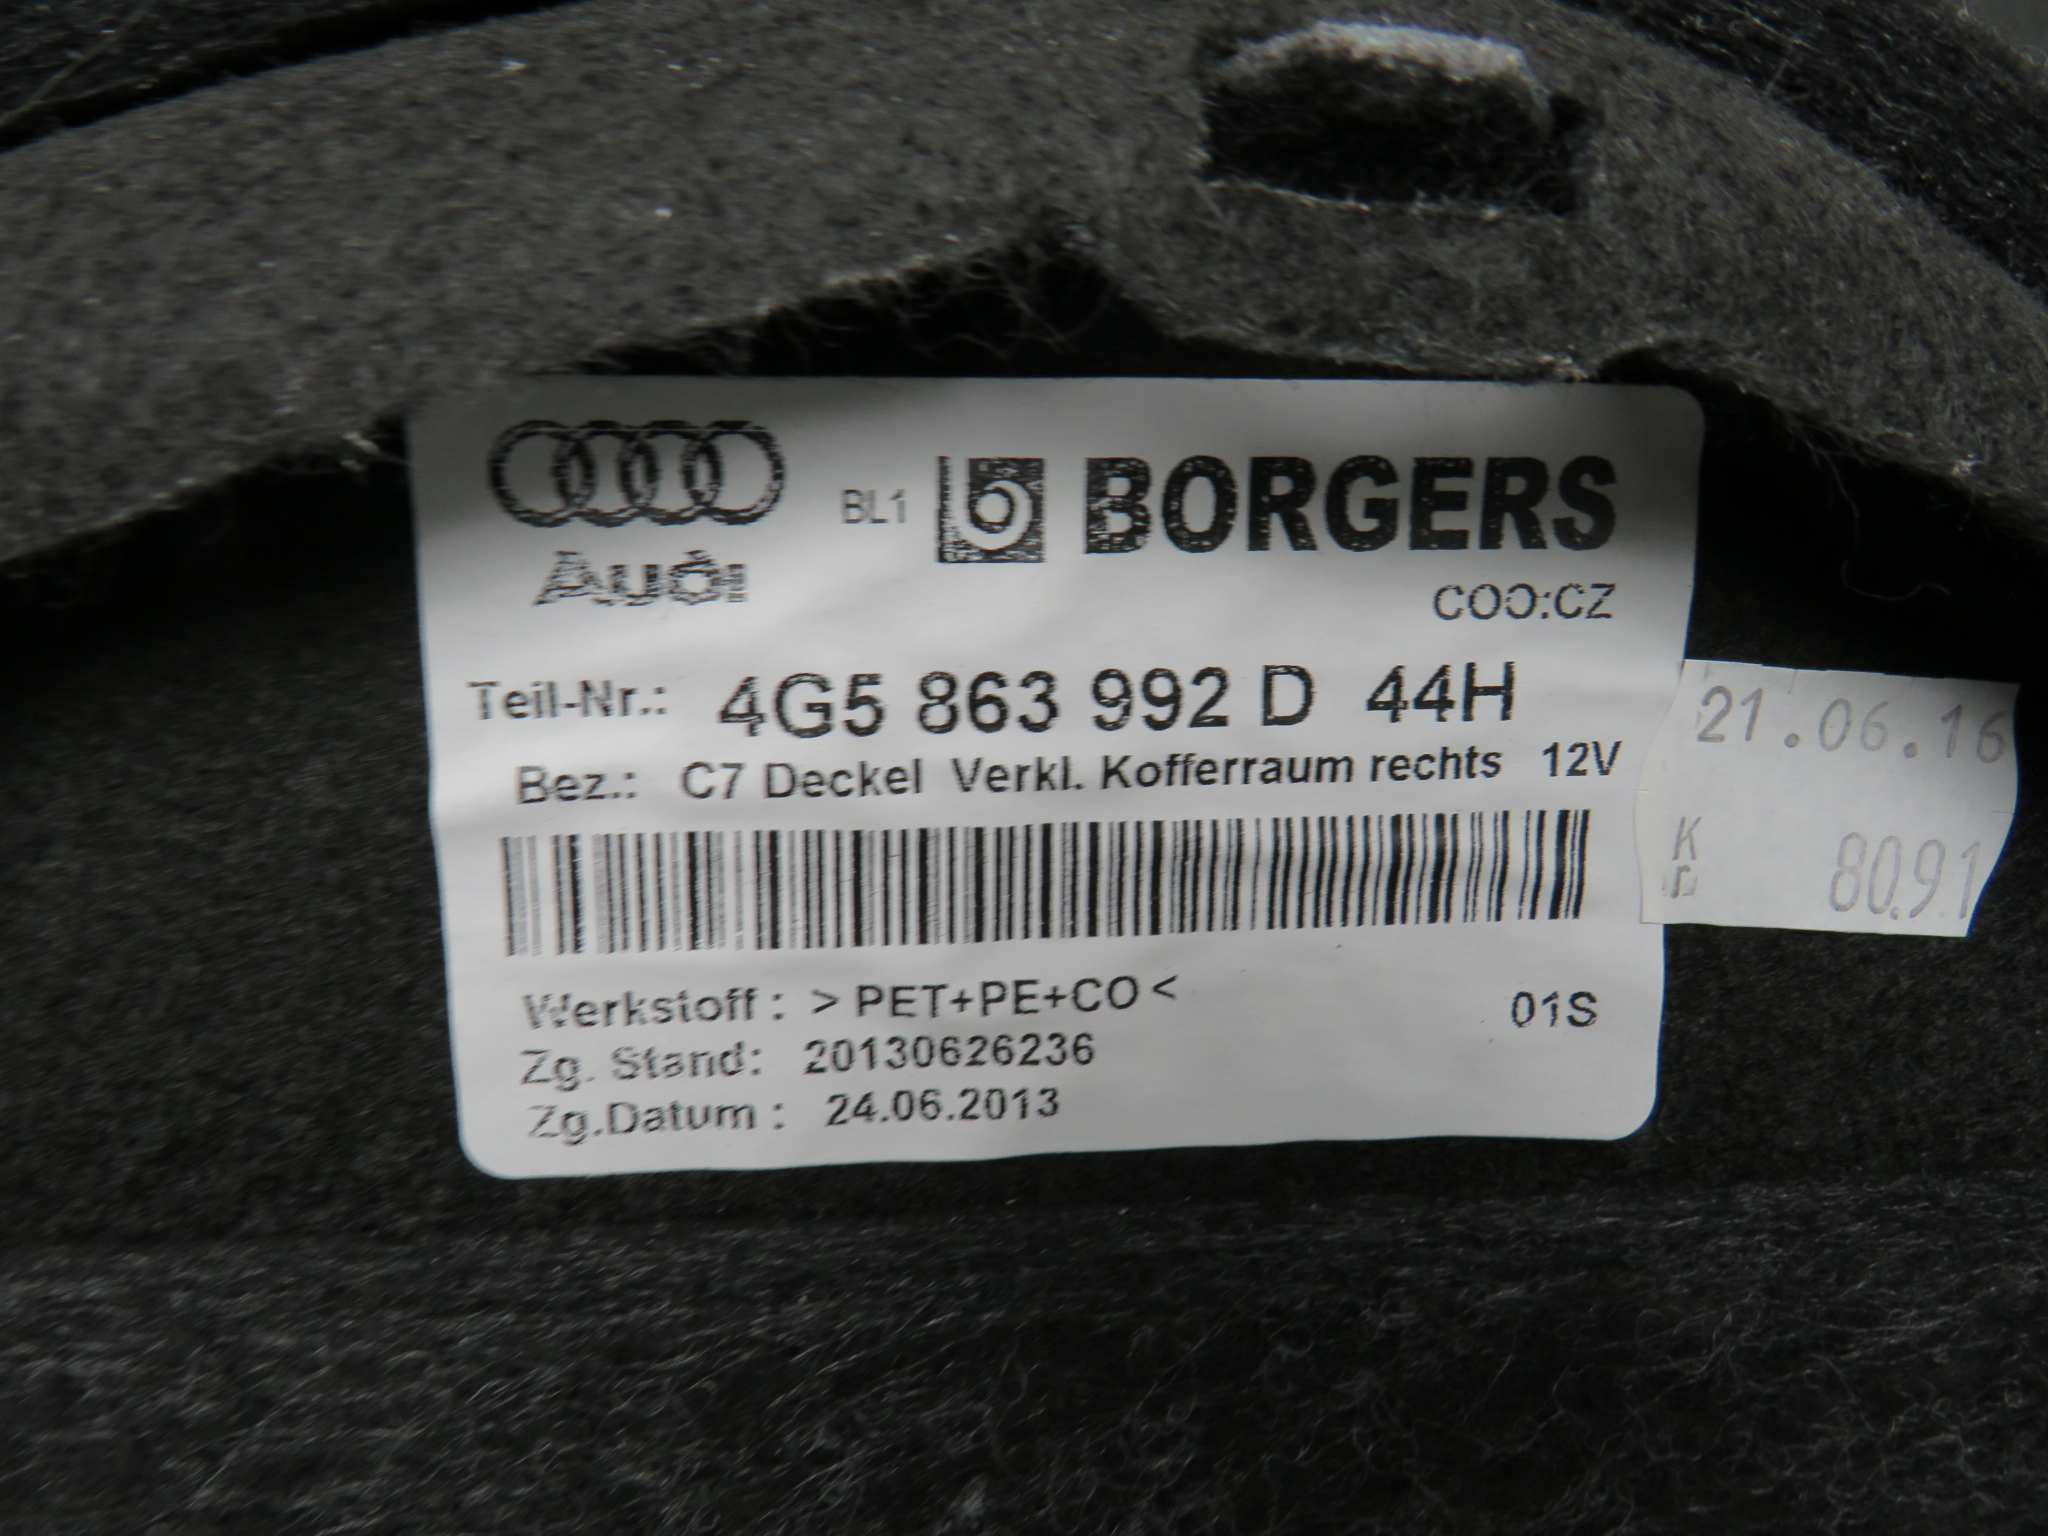 BL1 BORGERS
Audi
COO:CZ
Teil-Nr.: 4G5 863 992 D 44H
Bez.: C7 Deckel Verkl. Kofferraum rechts 12V
21.06.16
K
80.91
Werkstoff : > PET+PE+CO <
01S
Zg. Stand: 20130626236
Zg.Datum : 24.06.2013